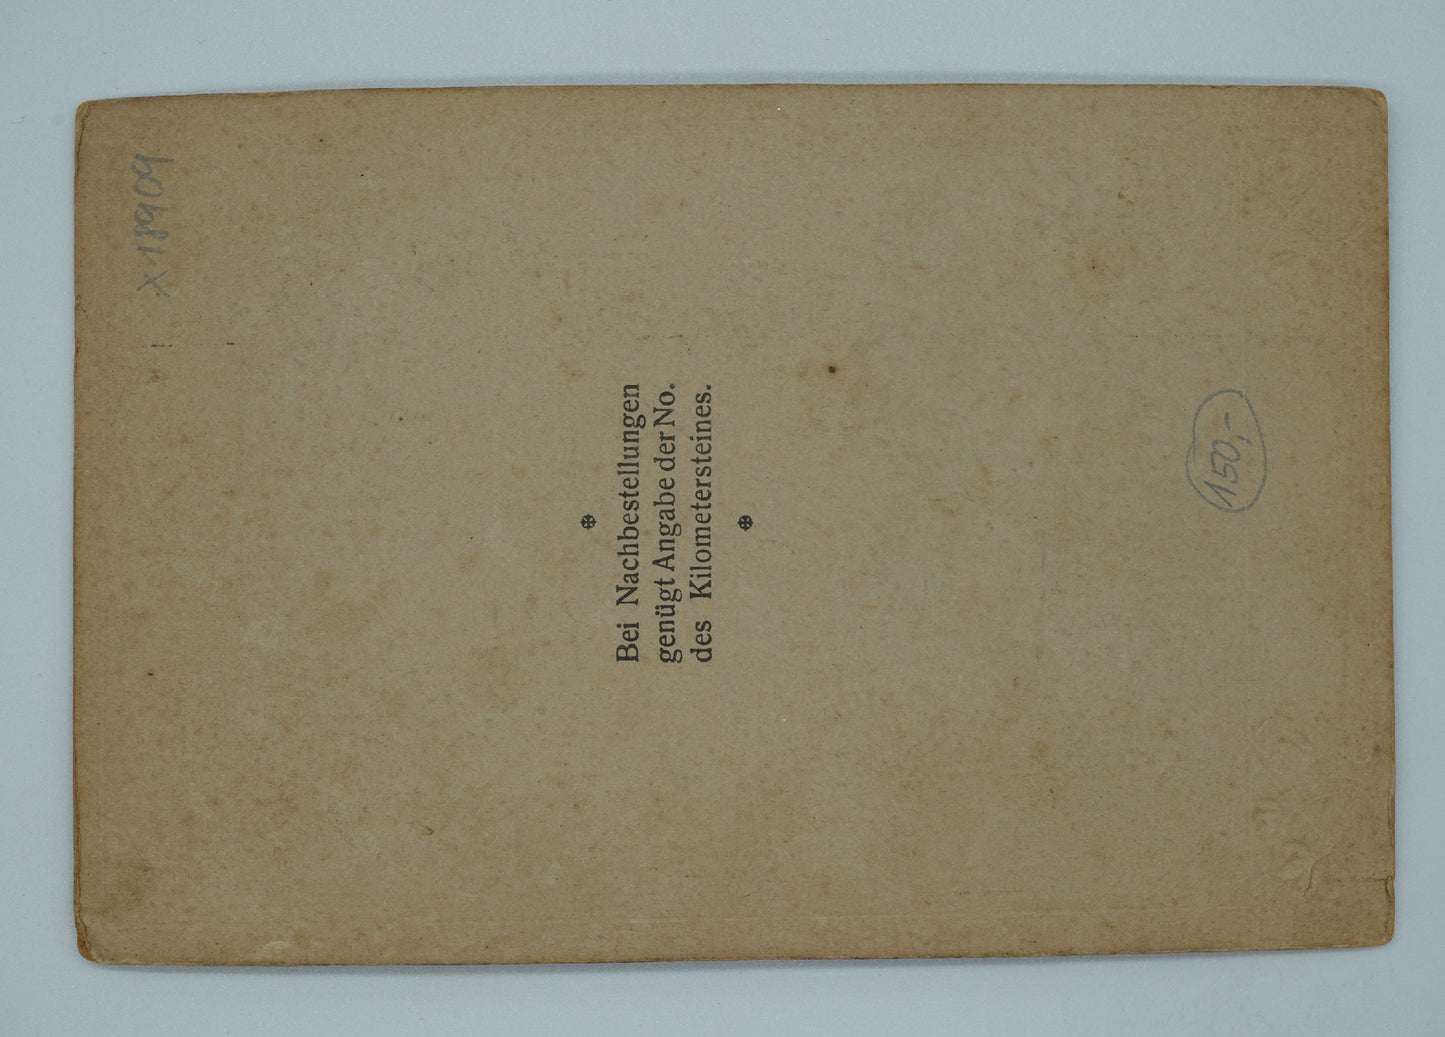 X18909
Bei Nachbestellungen
genügt Angabe der No.
des Kilometersteines.
150,-